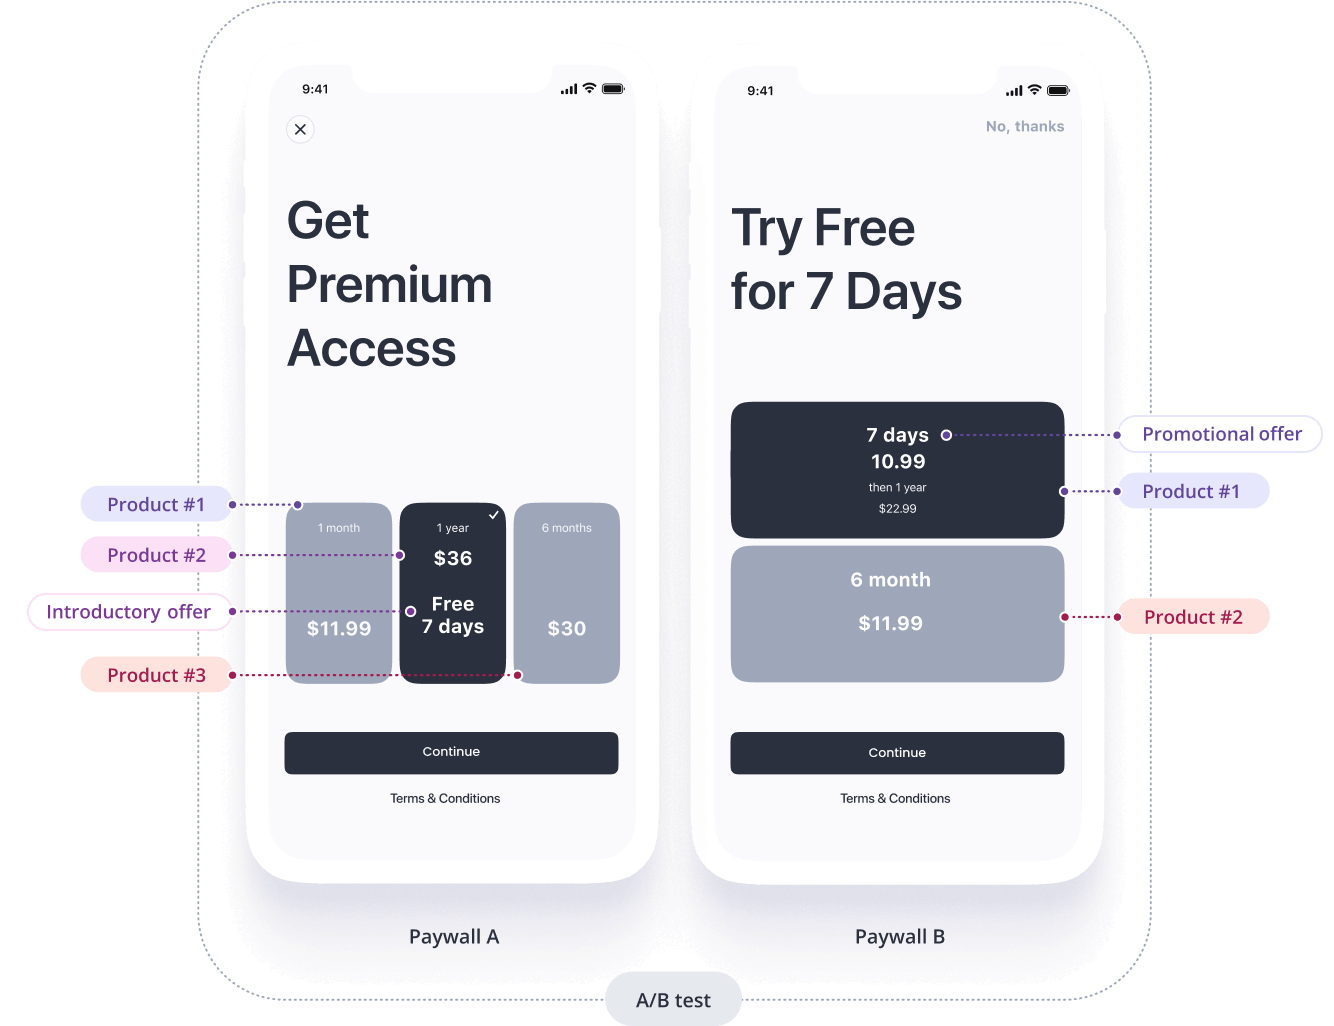 9:41
Get
Premium
Access
1 month
$11.99
1 year
$36
Free
7 days
6 months
$30
Continue
Terms & Conditions
Product #1
Product #2
Introductory offer
Product #3
Paywall A
9:41
No, thanks
Try Free
for 7 Days
7 days
10.99
then 1 year
$22.99
6 month
$11.99
Continue
Terms & Conditions
Promotional offer
Product #1
Product #2
Paywall B
A/B test